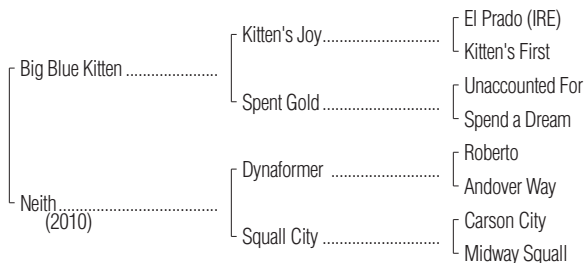 El Prado (IRE)
Kitten's Joy
Kitten's First
Big Blue Kitten
Unaccounted For
Spent Gold
Spend a Dream
Roberto
Dynaformer
Andover Way
Neith
(2010)
Carson City
Squall City
Midway Squall